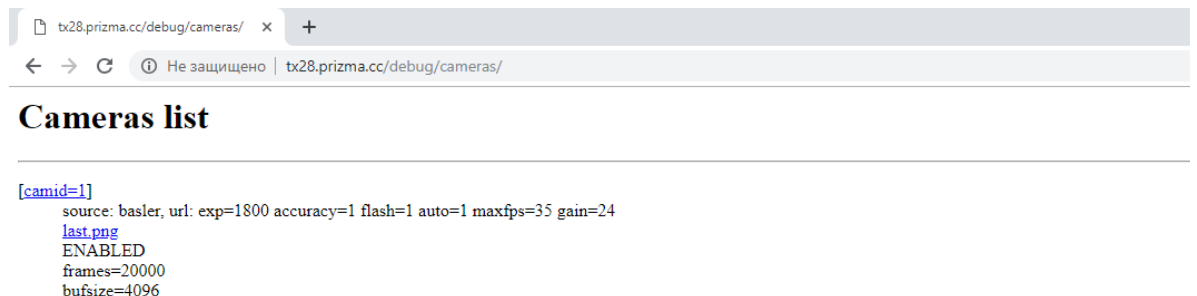 tx28.prizma.cc/debug/cameras/
Не защищено | tx28.prizma.cc/debug/cameras/
Cameras list
[camid=1]
source: basler, url: exp=1800 accuracy=1 flash=1 auto=1 maxfps=35 gain=24
last.png
ENABLED
frames=20000
bufsize=4096